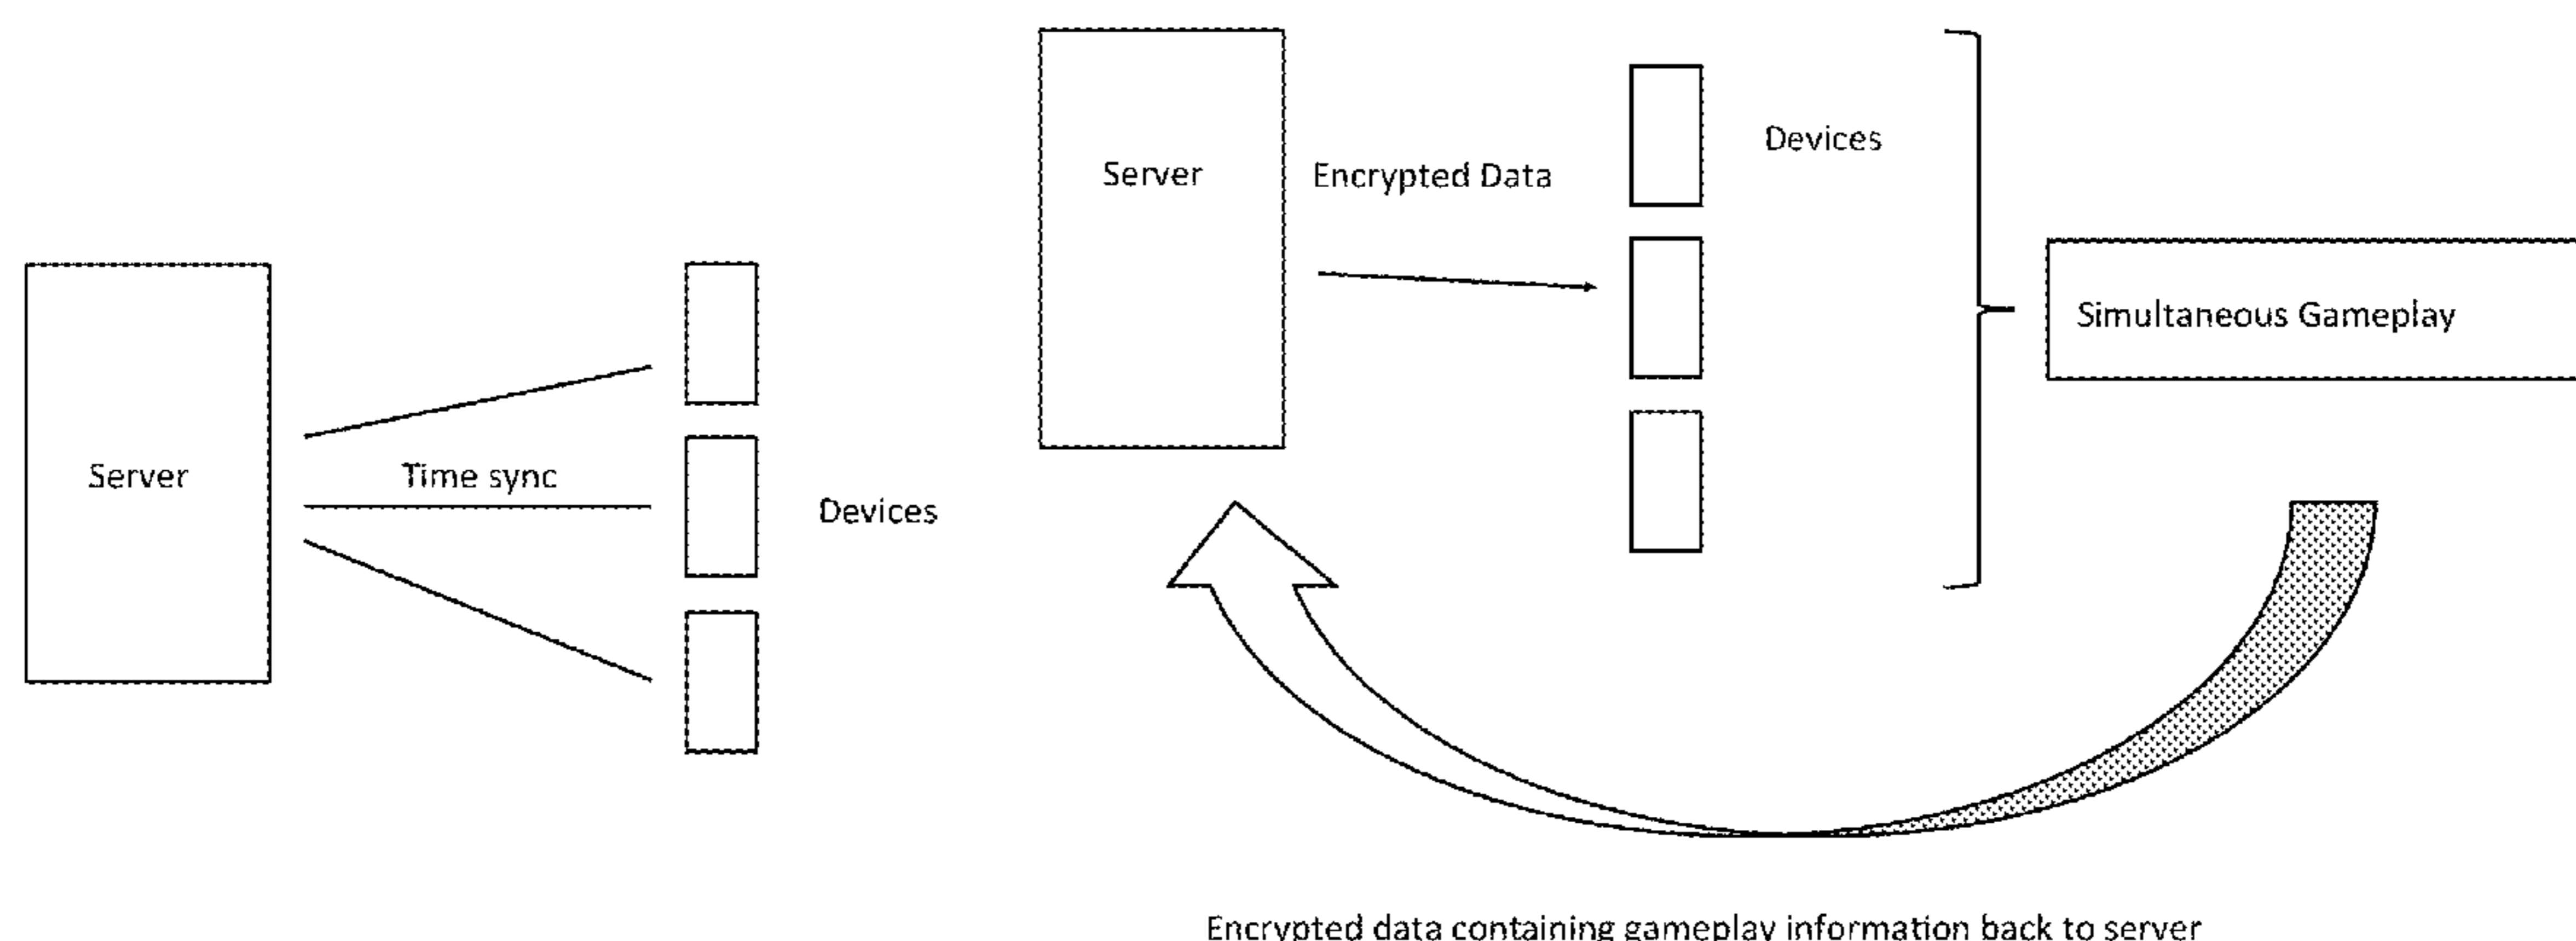 Server
Time sync
Devices
Server
Encrypted Data
Devices
Simultaneous Gameplay
Encrypted data containing gameplay information back to server